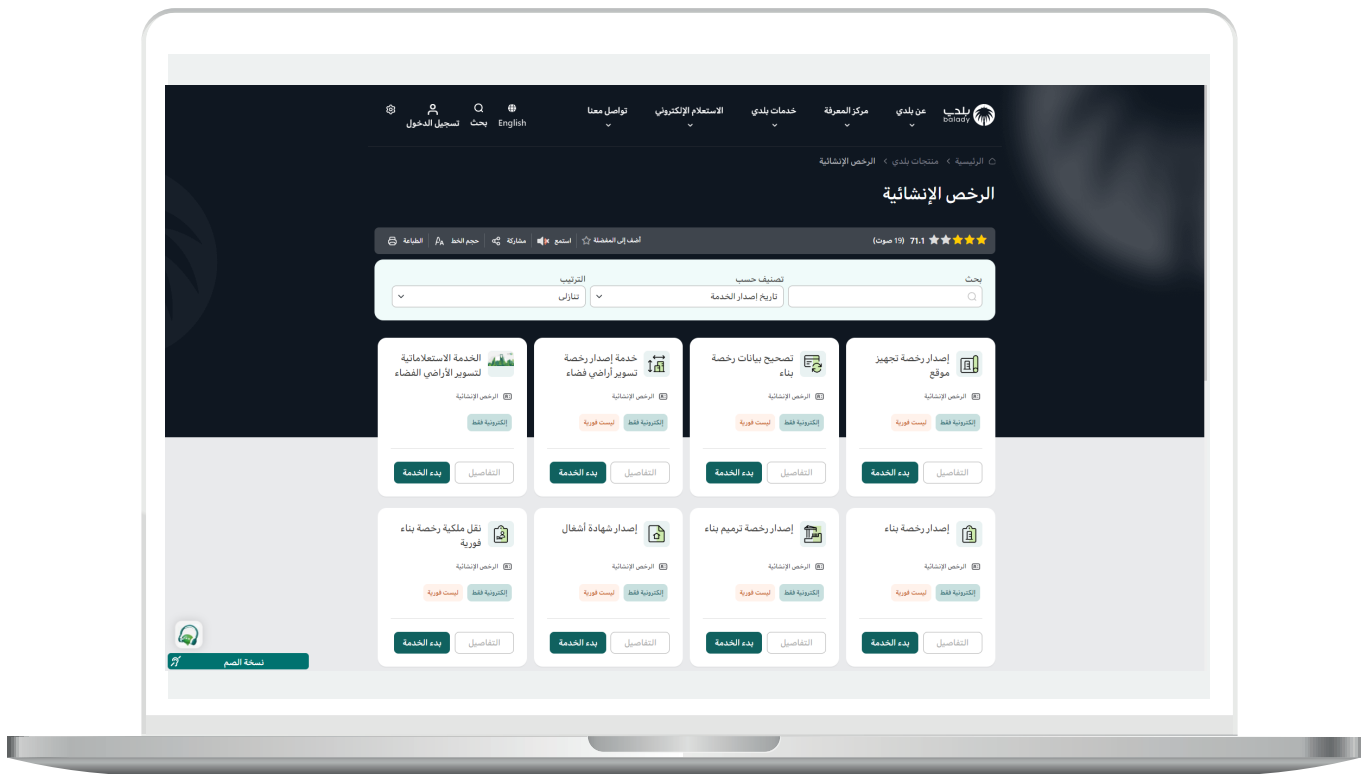 بلدي
balady
عن بلدي
مركز المعرفة
خدمات بلدي
الاستعلام الإلكتروني
تواصل معنا
English
بحث
تسجيل الدخول
الرئيسية › منتجات بلدي › الرخص الإنشائية
الرخص الإنشائية
71.1 (19 صوت)
أضف إلى المفضلة
استمع
مشاركة
حجم الخط
الطباعة
بحث
تصنيف حسب
الترتيب
تاريخ إصدار الخدمة
تنازلي
إصدار رخصة تجهيز
موقع
الرخص الإنشائية
إلكترونية فقط
ليست فورية
التفاصيل
بدء الخدمة
تصحيح بيانات رخصة
بناء
الرخص الإنشائية
إلكترونية فقط
ليست فورية
التفاصيل
بدء الخدمة
خدمة إصدار رخصة
تسوير أراضي فضاء
الرخص الإنشائية
إلكترونية فقط
ليست فورية
التفاصيل
بدء الخدمة
الخدمة الاستعلاماتية
لتسوير الأراضي الفضاء
الرخص الإنشائية
إلكترونية فقط
التفاصيل
بدء الخدمة
إصدار رخصة بناء
الرخص الإنشائية
إلكترونية فقط
ليست فورية
التفاصيل
بدء الخدمة
إصدار رخصة ترميم بناء
الرخص الإنشائية
إلكترونية فقط
ليست فورية
التفاصيل
بدء الخدمة
إصدار شهادة أشغال
الرخص الإنشائية
إلكترونية فقط
ليست فورية
التفاصيل
بدء الخدمة
نقل ملكية رخصة بناء
فورية
الرخص الإنشائية
إلكترونية فقط
ليست فورية
التفاصيل
بدء الخدمة
نسخة الصم